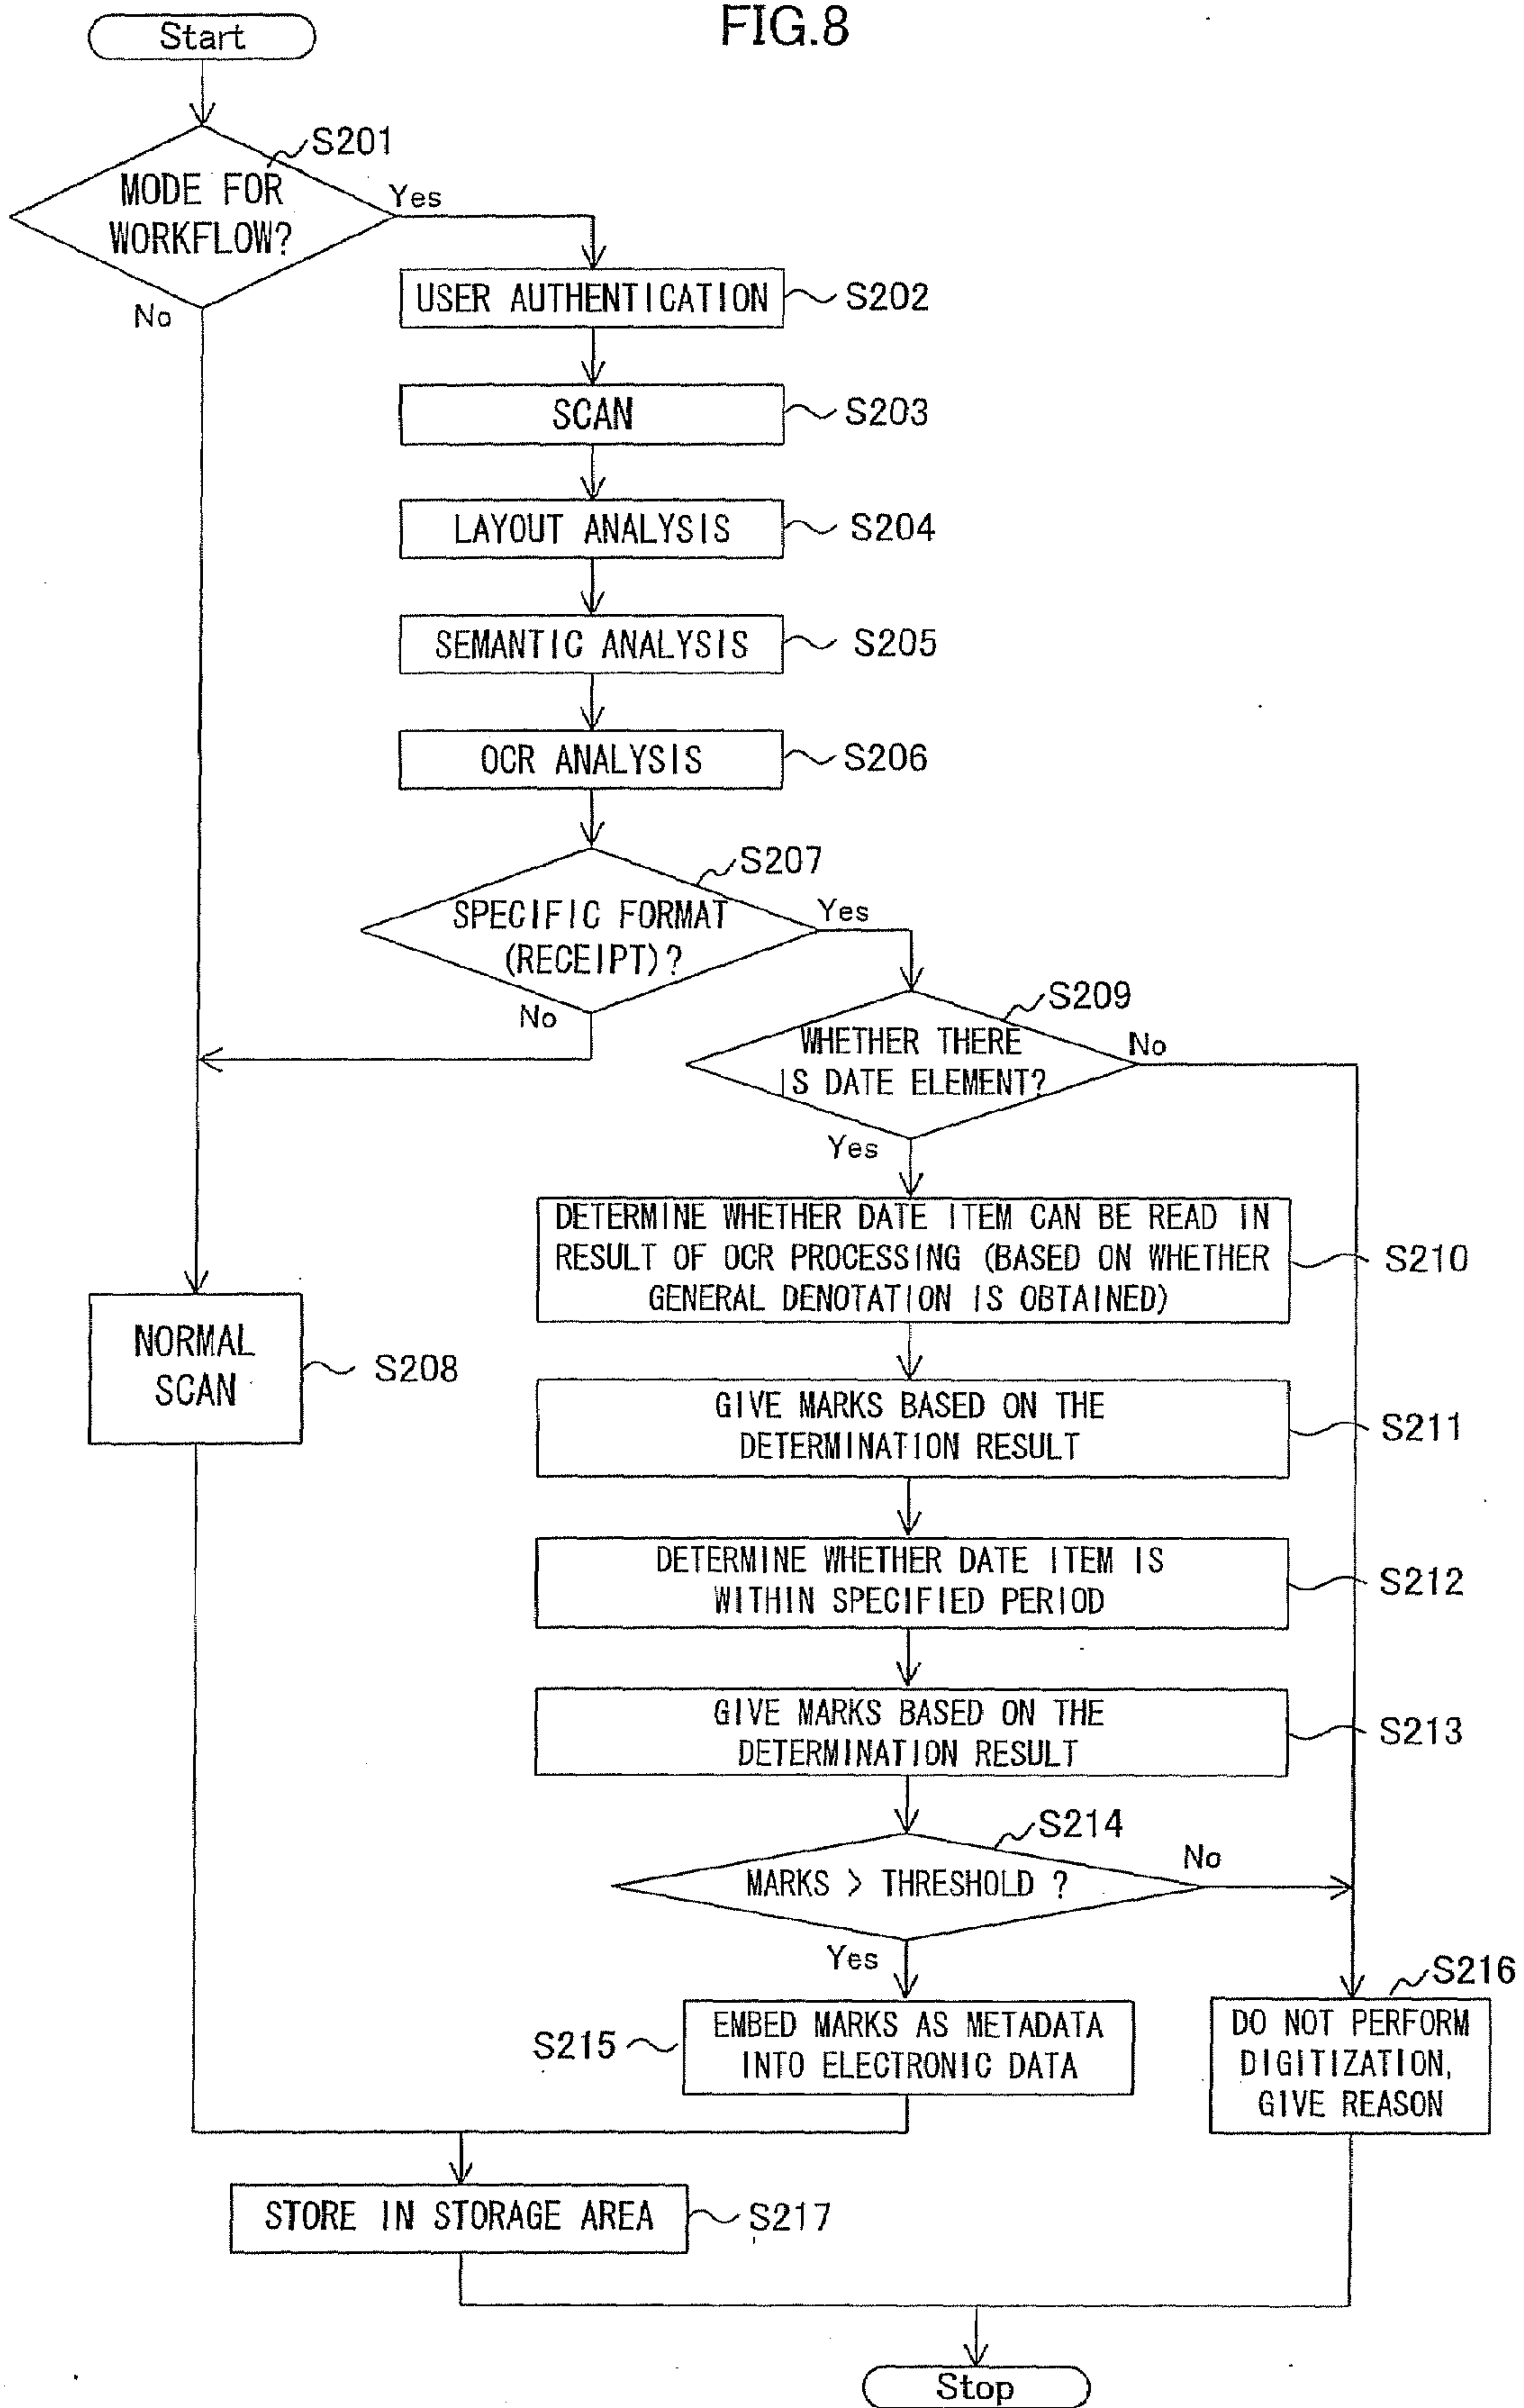 FIG.8
Start
S201
MODE FOR
WORKFLOW?
Yes
No
USER AUTHENTICATION
S202
SCAN
S203
LAYOUT ANALYSIS
S204
SEMANTIC ANALYSIS
S205
OCR ANALYSIS
S206
S207
SPECIFIC FORMAT
(RECEIPT)?
Yes
No
S209
WHETHER THERE
IS DATE ELEMENT?
No
Yes
DETERMINE WHETHER DATE ITEM CAN BE READ IN
RESULT OF OCR PROCESSING (BASED ON WHETHER
GENERAL DENOTATION IS OBTAINED)
S210
NORMAL
SCAN
S208
GIVE MARKS BASED ON THE
DETERMINATION RESULT
S211
DETERMINE WHETHER DATE ITEM IS
WITHIN SPECIFIED PERIOD
S212
GIVE MARKS BASED ON THE
DETERMINATION RESULT
S213
S214
MARKS > THRESHOLD ?
No
Yes
S215
EMBED MARKS AS METADATA
INTO ELECTRONIC DATA
S216
DO NOT PERFORM
DIGITIZATION,
GIVE REASON
STORE IN STORAGE AREA
S217
Stop